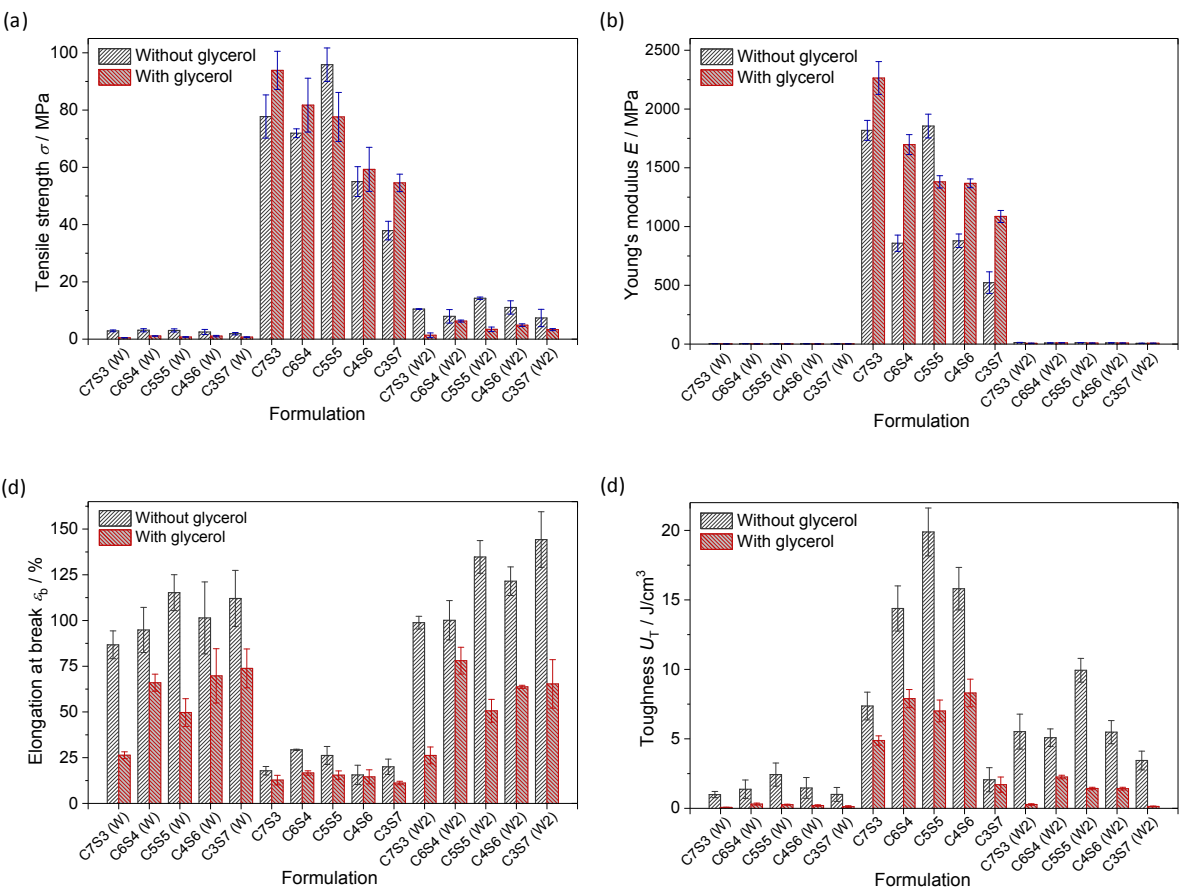 (a)
100
80
60
40
20
0
Tensile strength σ / MPa
Without glycerol
With glycerol
C7S3 (W)
C6S4 (W)
C5S5 (W)
C4S6 (W)
C3S7 (W)
C7S3
C6S4
C5S5
C4S6
C3S7
C7S3 (W2)
C6S4 (W2)
C5S5 (W2)
C4S6 (W2)
C3S7 (W2)
Formulation
(b)
2500
2000
1500
1000
500
0
Young's modulus E / MPa
Without glycerol
With glycerol
C7S3 (W)
C6S4 (W)
C5S5 (W)
C4S6 (W)
C3S7 (W)
C7S3
C6S4
C5S5
C4S6
C3S7
C7S3 (W2)
C6S4 (W2)
C5S5 (W2)
C4S6 (W2)
C3S7 (W2)
Formulation
(d)
150
125
100
75
50
25
0
Elongation at break εb / %
Without glycerol
With glycerol
C7S3 (W)
C6S4 (W)
C5S5 (W)
C4S6 (W)
C3S7 (W)
C7S3
C6S4
C5S5
C4S6
C3S7
C7S3 (W2)
C6S4 (W2)
C5S5 (W2)
C4S6 (W2)
C3S7 (W2)
Formulation
(d)
20
15
10
5
0
Toughness UT / J/cm³
Without glycerol
With glycerol
C7S3 (W)
C6S4 (W)
C5S5 (W)
C4S6 (W)
C3S7 (W)
C7S3
C6S4
C5S5
C4S6
C3S7
C7S3 (W2)
C6S4 (W2)
C5S5 (W2)
C4S6 (W2)
C3S7 (W2)
Formulation